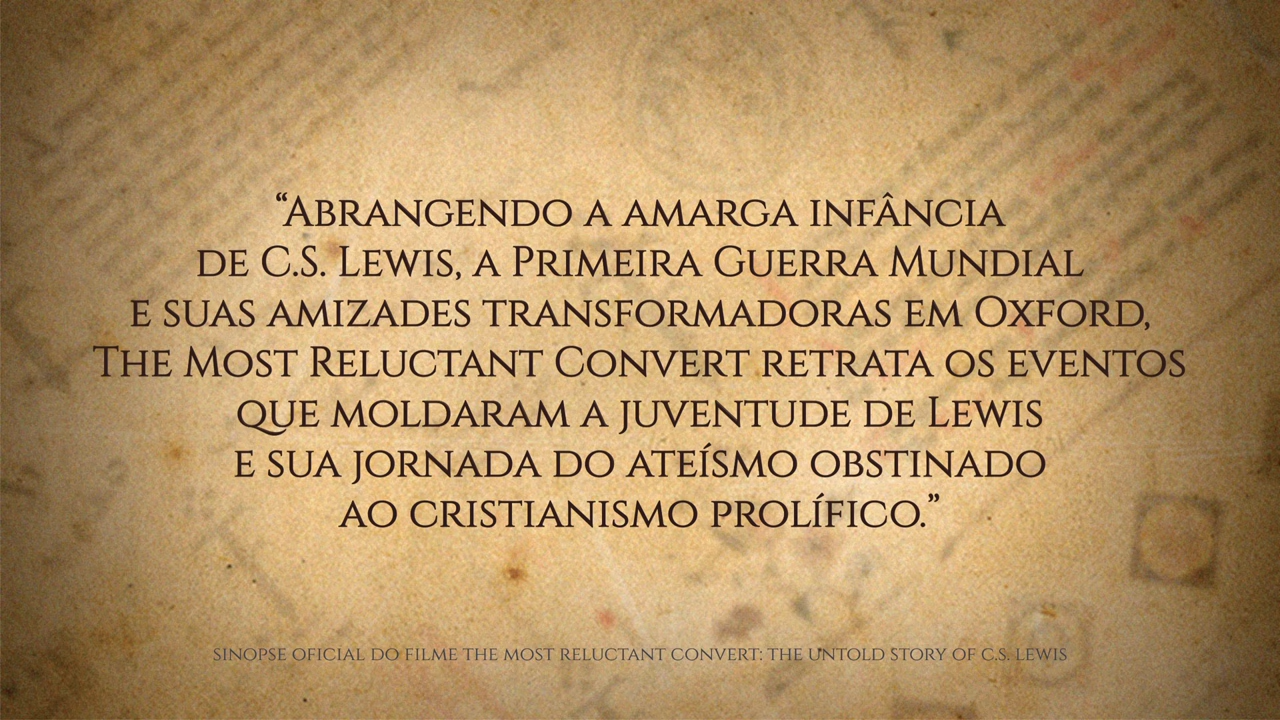 “Abrangendo a amarga infância
de C.S. Lewis, a Primeira Guerra Mundial
e suas amizades transformadoras em Oxford,
The Most Reluctant Convert retrata os eventos
que moldaram a juventude de Lewis
e sua jornada do ateísmo obstinado
ao cristianismo prolífico.”
sinopse oficial do filme The Most Reluctant Convert: The Untold Story of C.S. Lewis